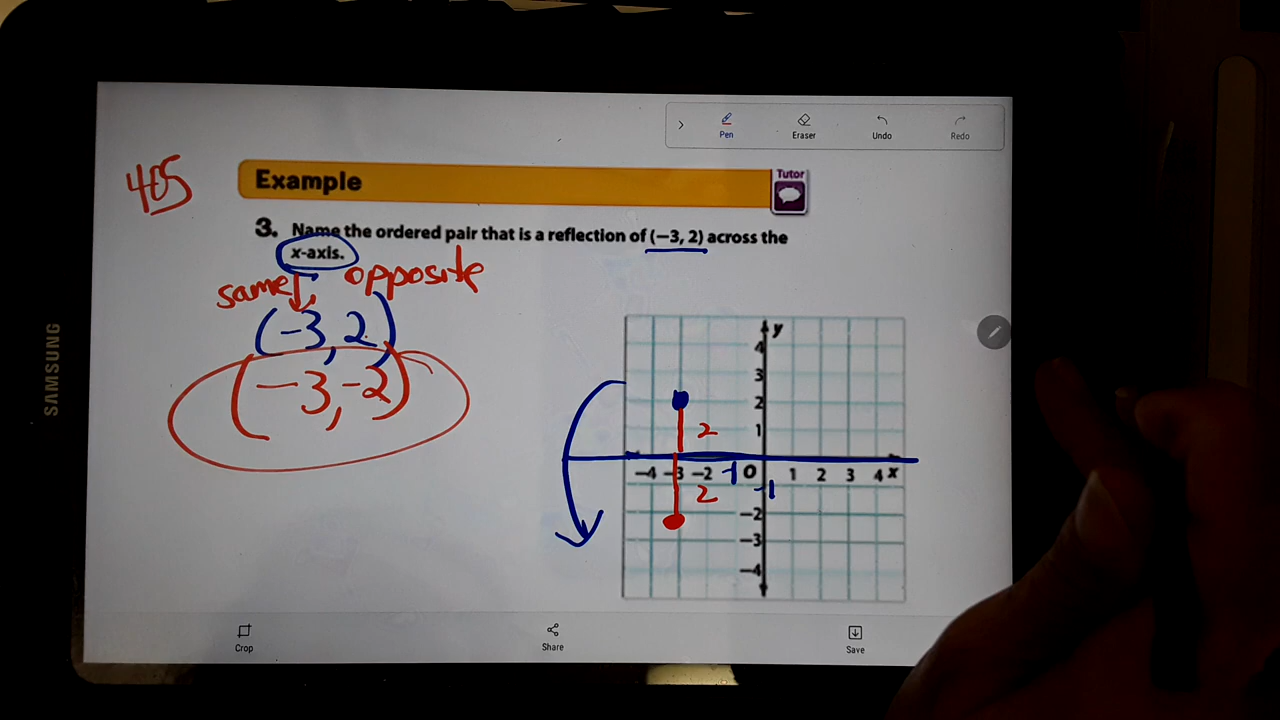 Pen Eraser Undo Redo
405
Example
Tutor
3. Name the ordered pair that is a reflection of (−3, 2) across the
x-axis.
same opposite
(-3, 2)
(-3, -2)
y
4
3
2
1
2
-4 -3 -2 -1 0 1 2 3 4 x
2
-1
-2
-3
-4
SAMSUNG
Crop Share Save